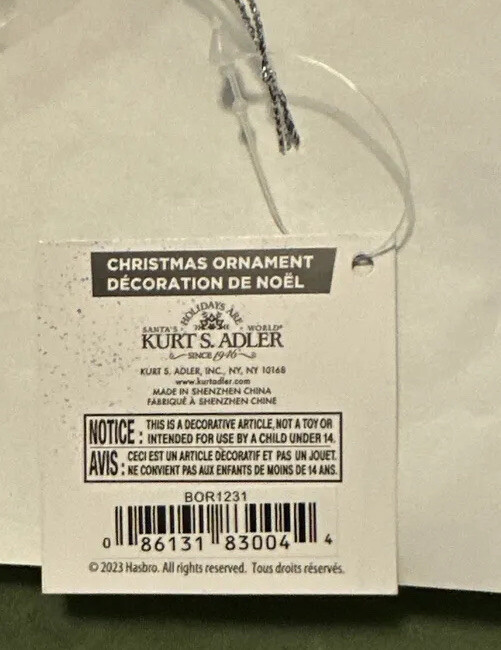 CHRISTMAS ORNAMENT
DÉCORATION DE NOËL
HOLIDAYS ARE
SANTA'S WORLD®
KURT S. ADLER
SINCE 1946
KURT S. ADLER, INC., NY, NY 10168
www.kurtadler.com
MADE IN SHENZHEN CHINA
FABRIQUÉ À SHENZHEN CHINE
NOTICE: THIS IS A DECORATIVE ARTICLE, NOT A TOY OR
INTENDED FOR USE BY A CHILD UNDER 14.
AVIS: CECI EST UN ARTICLE DÉCORATIF ET PAS UN JOUET.
NE CONVIENT PAS AUX ENFANTS DE MOINS DE 14 ANS.
BOR1231
0 86131 83004 4
© 2023 Hasbro. All rights reserved. Tous droits réservés.